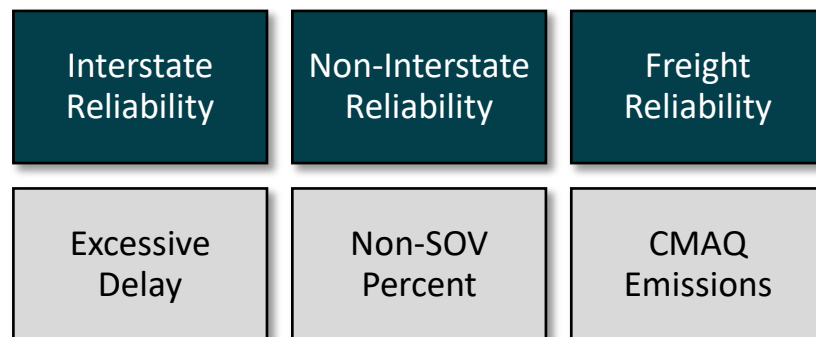 Interstate
Reliability
Non-Interstate
Reliability
Freight
Reliability
Excessive
Delay
Non-SOV
Percent
CMAQ
Emissions